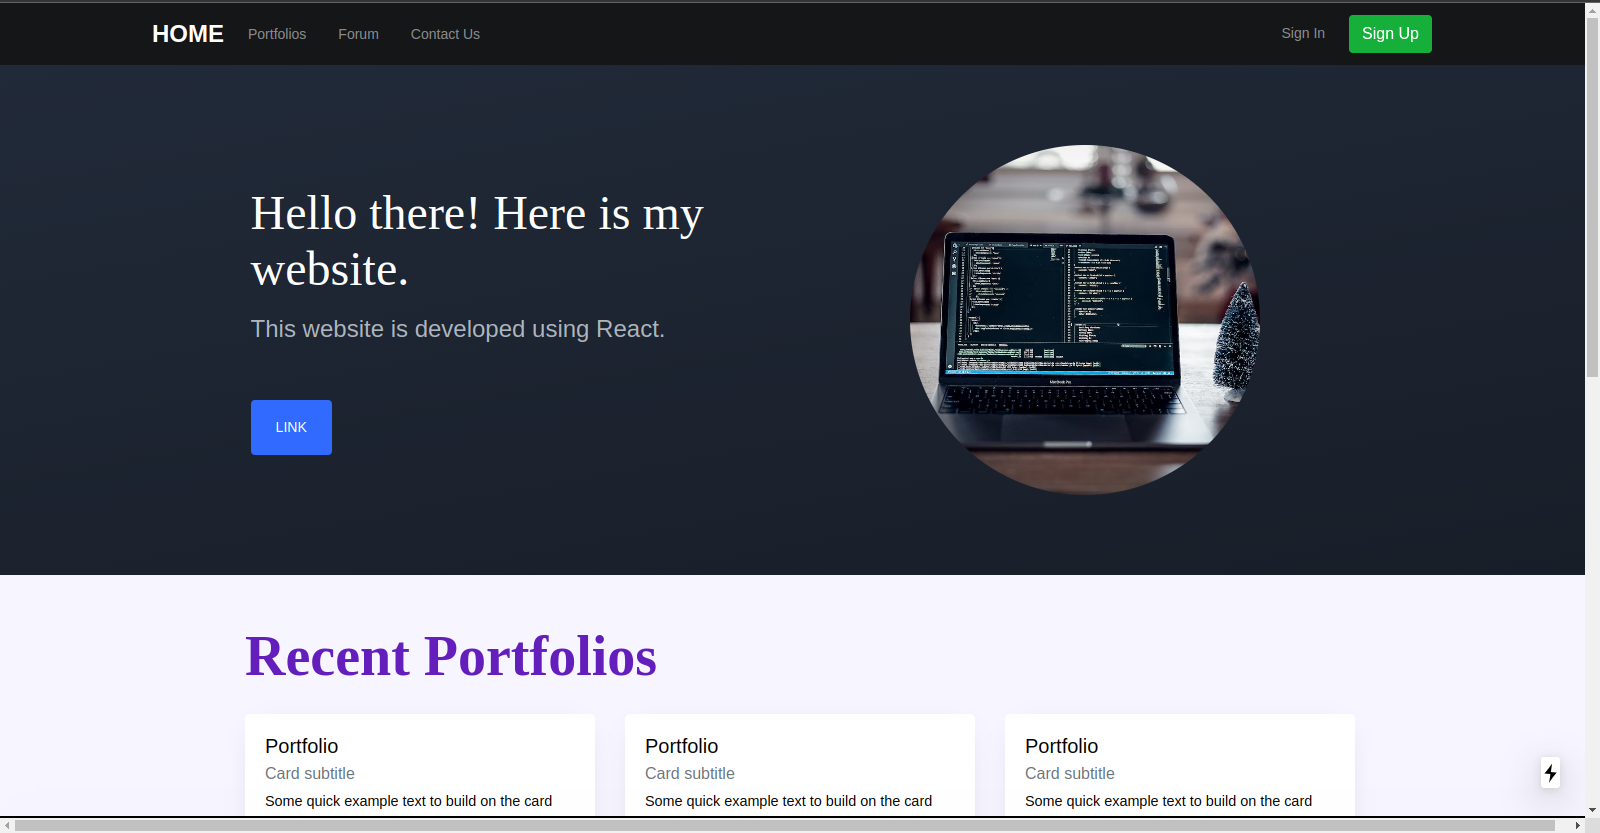 HOME Portfolios Forum Contact Us Sign In Sign Up
Hello there! Here is my
website.
This website is developed using React.
LINK
MacBook Pro
Recent Portfolios
Portfolio Portfolio Portfolio
Card subtitle Card subtitle Card subtitle
Some quick example text to build on the card Some quick example text to build on the card Some quick example text to build on the card